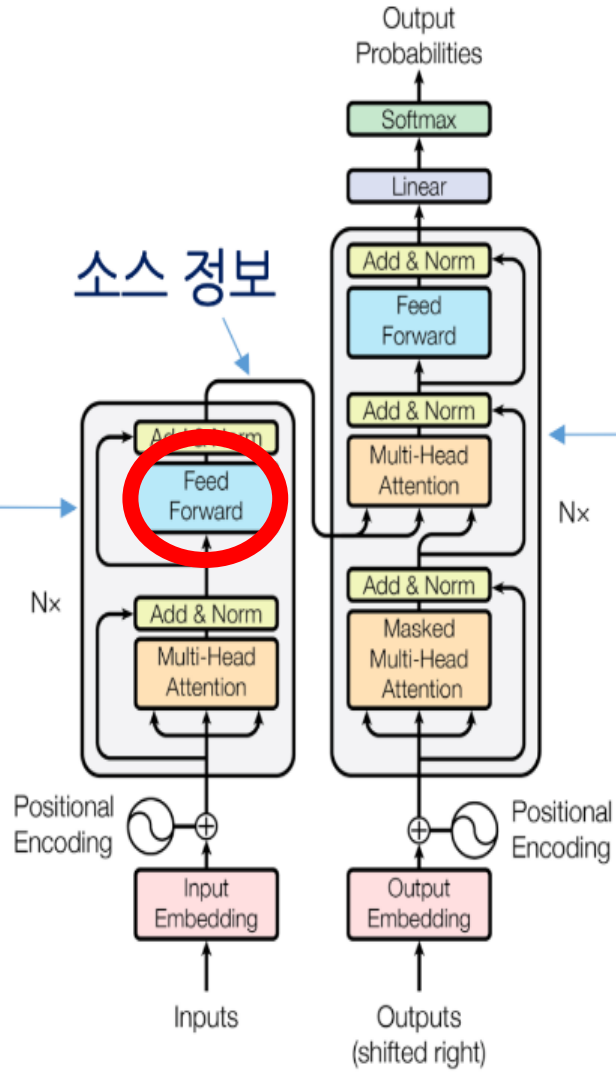 Output
Probabilities
Softmax
Linear
Add & Norm
Feed
Forward
Add & Norm
Multi-Head
Attention
Nx
Add & Norm
Masked
Multi-Head
Attention
소스 정보
Add & Norm
Feed
Forward
Nx
Add & Norm
Multi-Head
Attention
Positional
Encoding
Positional
Encoding
Input
Embedding
Output
Embedding
Inputs
Outputs
(shifted right)